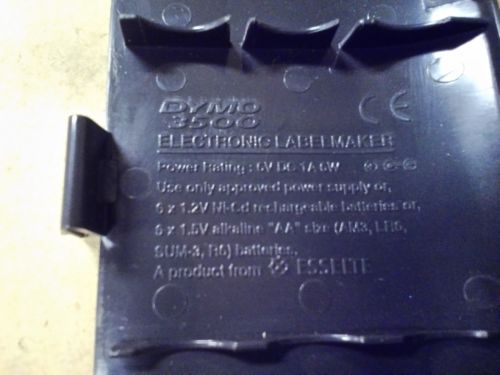 DYMO CE
3500
ELECTRONIC LABELMAKER
Power Rating : 6V DC 1A 6W
Use only approved power supply or,
6 x 1.2V Ni-Cd rechargeable batteries or,
6 x 1.5V alkaline "AA" size (AM3, LR6,
SUM-3, R6) batteries.
A product from ESSELTE